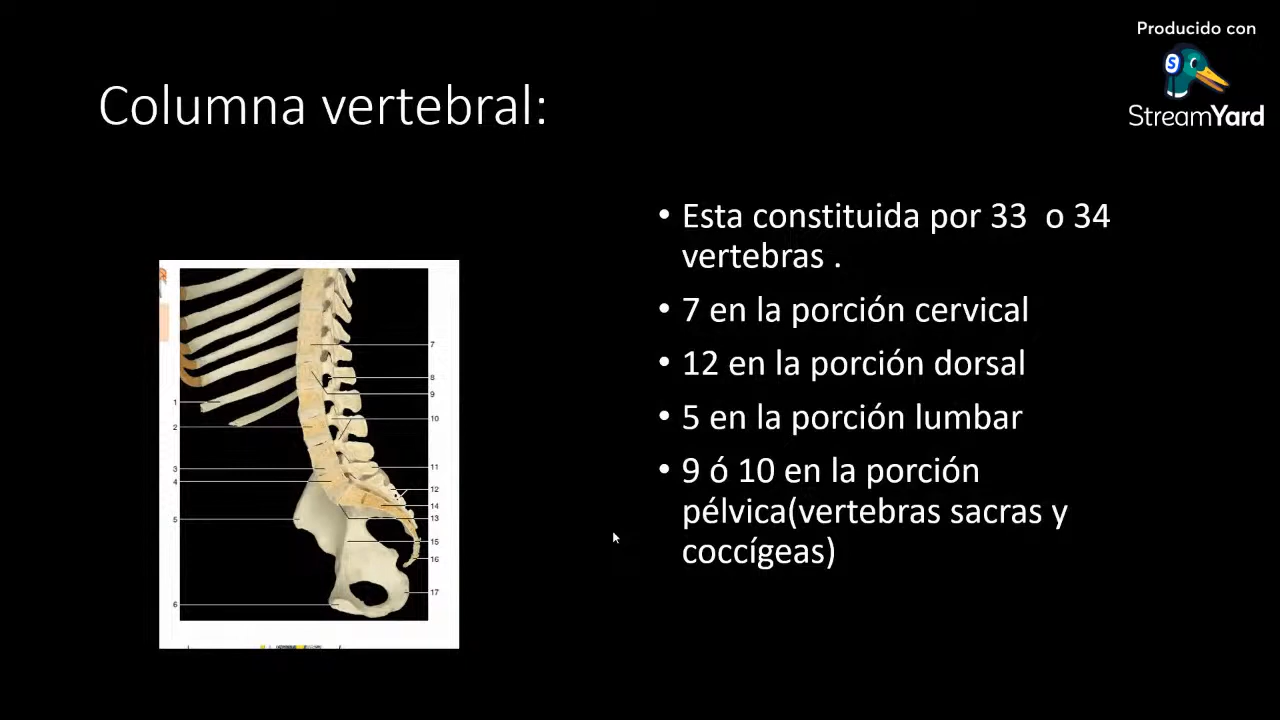 Producido con
StreamYard
Columna vertebral:
• Esta constituida por 33 o 34
vertebras .
• 7 en la porción cervical
• 12 en la porción dorsal
• 5 en la porción lumbar
• 9 ó 10 en la porción
pélvica(vertebras sacras y
coccígeas)
7
8
9
1
10
2
11
3
4
12
14
13
5
15
16
17
6